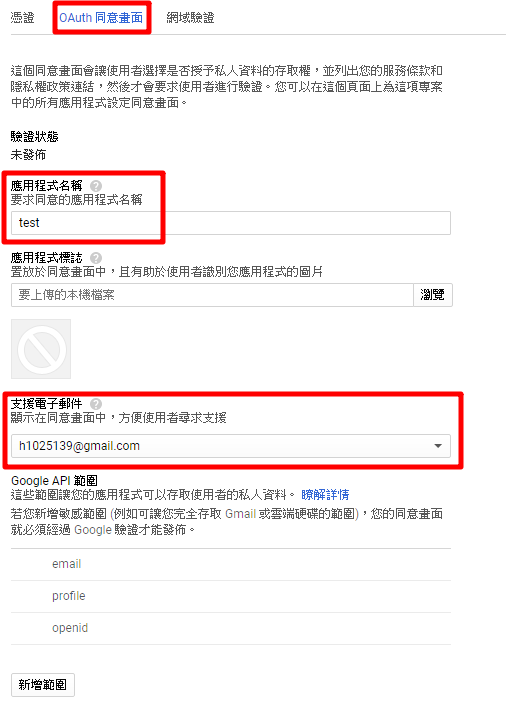 憑證 OAuth 同意畫面 網域驗證
這個同意畫面會讓使用者選擇是否授予私人資料的存取權，並列出您的服務條款和
隱私權政策連結，然後才會要求使用者進行驗證。您可以在這個頁面上為這項專案
中的所有應用程式設定同意畫面。
驗證狀態
未發佈
應用程式名稱 ?
要求同意的應用程式名稱
test
應用程式標誌 ?
置放於同意畫面中，且有助於使用者識別您應用程式的圖片
要上傳的本機檔案 瀏覽
支援電子郵件 ?
顯示在同意畫面中，方便使用者尋求支援
h1025139@gmail.com
Google API 範圍
這些範圍讓您的應用程式可以存取使用者的私人資料。 瞭解詳情
若您新增敏感範圍 (例如可讓您完全存取 Gmail 或雲端硬碟的範圍)，您的同意畫面
就必須經過 Google 驗證才能發佈。
email
profile
openid
新增範圍